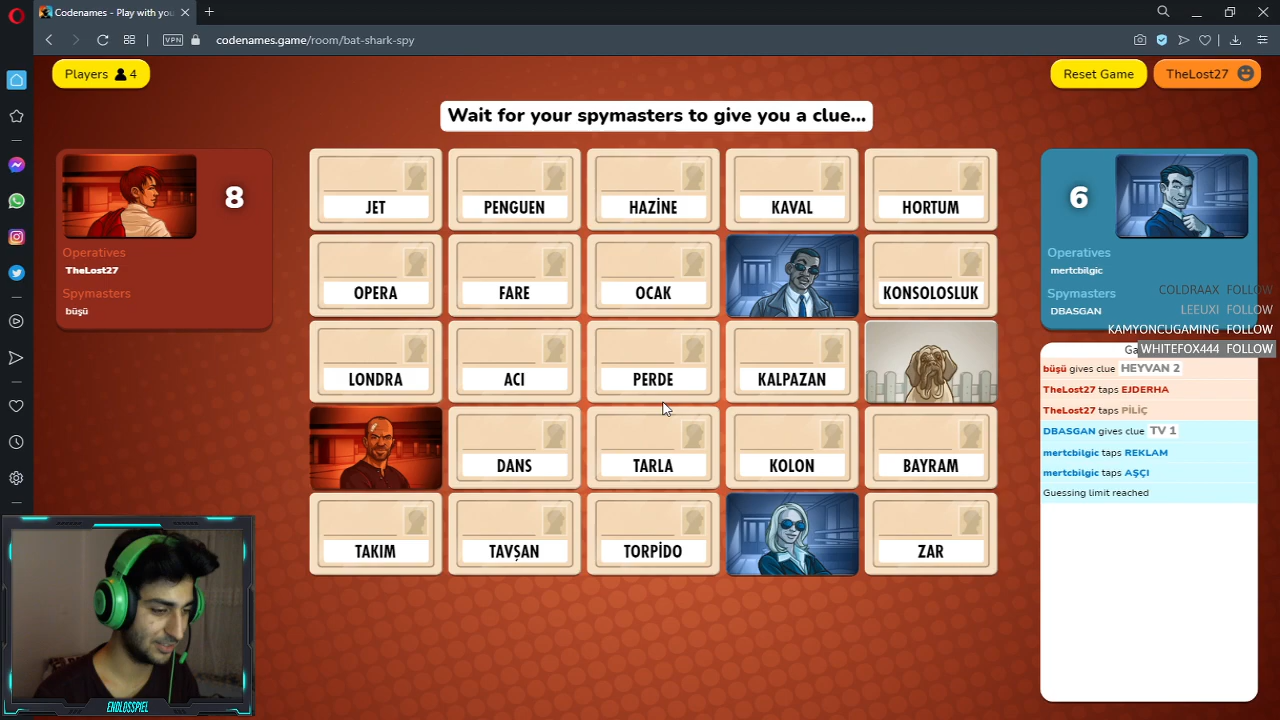 Codenames - Play with you
VPN
codenames.game/room/bat-shark-spy
Players 4
Reset Game
TheLost27
Wait for your spymasters to give you a clue...
8
Operatives
TheLost27
Spymasters
büşü
6
Operatives
mertcbilgic
Spymasters
DBASGAN
COLDRAAX FOLLOW
LEEUXI FOLLOW
KAMYONCUGAMING FOLLOW
WHITEFOX444 FOLLOW
JET
PENGUEN
HAZİNE
KAVAL
HORTUM
OPERA
FARE
OCAK
KONSOLOSLUK
LONDRA
ACI
PERDE
KALPAZAN
DANS
TARLA
KOLON
BAYRAM
TAKIM
TAVŞAN
TORPİDO
ZAR
Ga
büşü gives clue HEYVAN 2
TheLost27 taps EJDERHA
TheLost27 taps PİLİÇ
DBASGAN gives clue TV 1
mertcbilgic taps REKLAM
mertcbilgic taps AŞÇI
Guessing limit reached
ENDLOSSPIEL